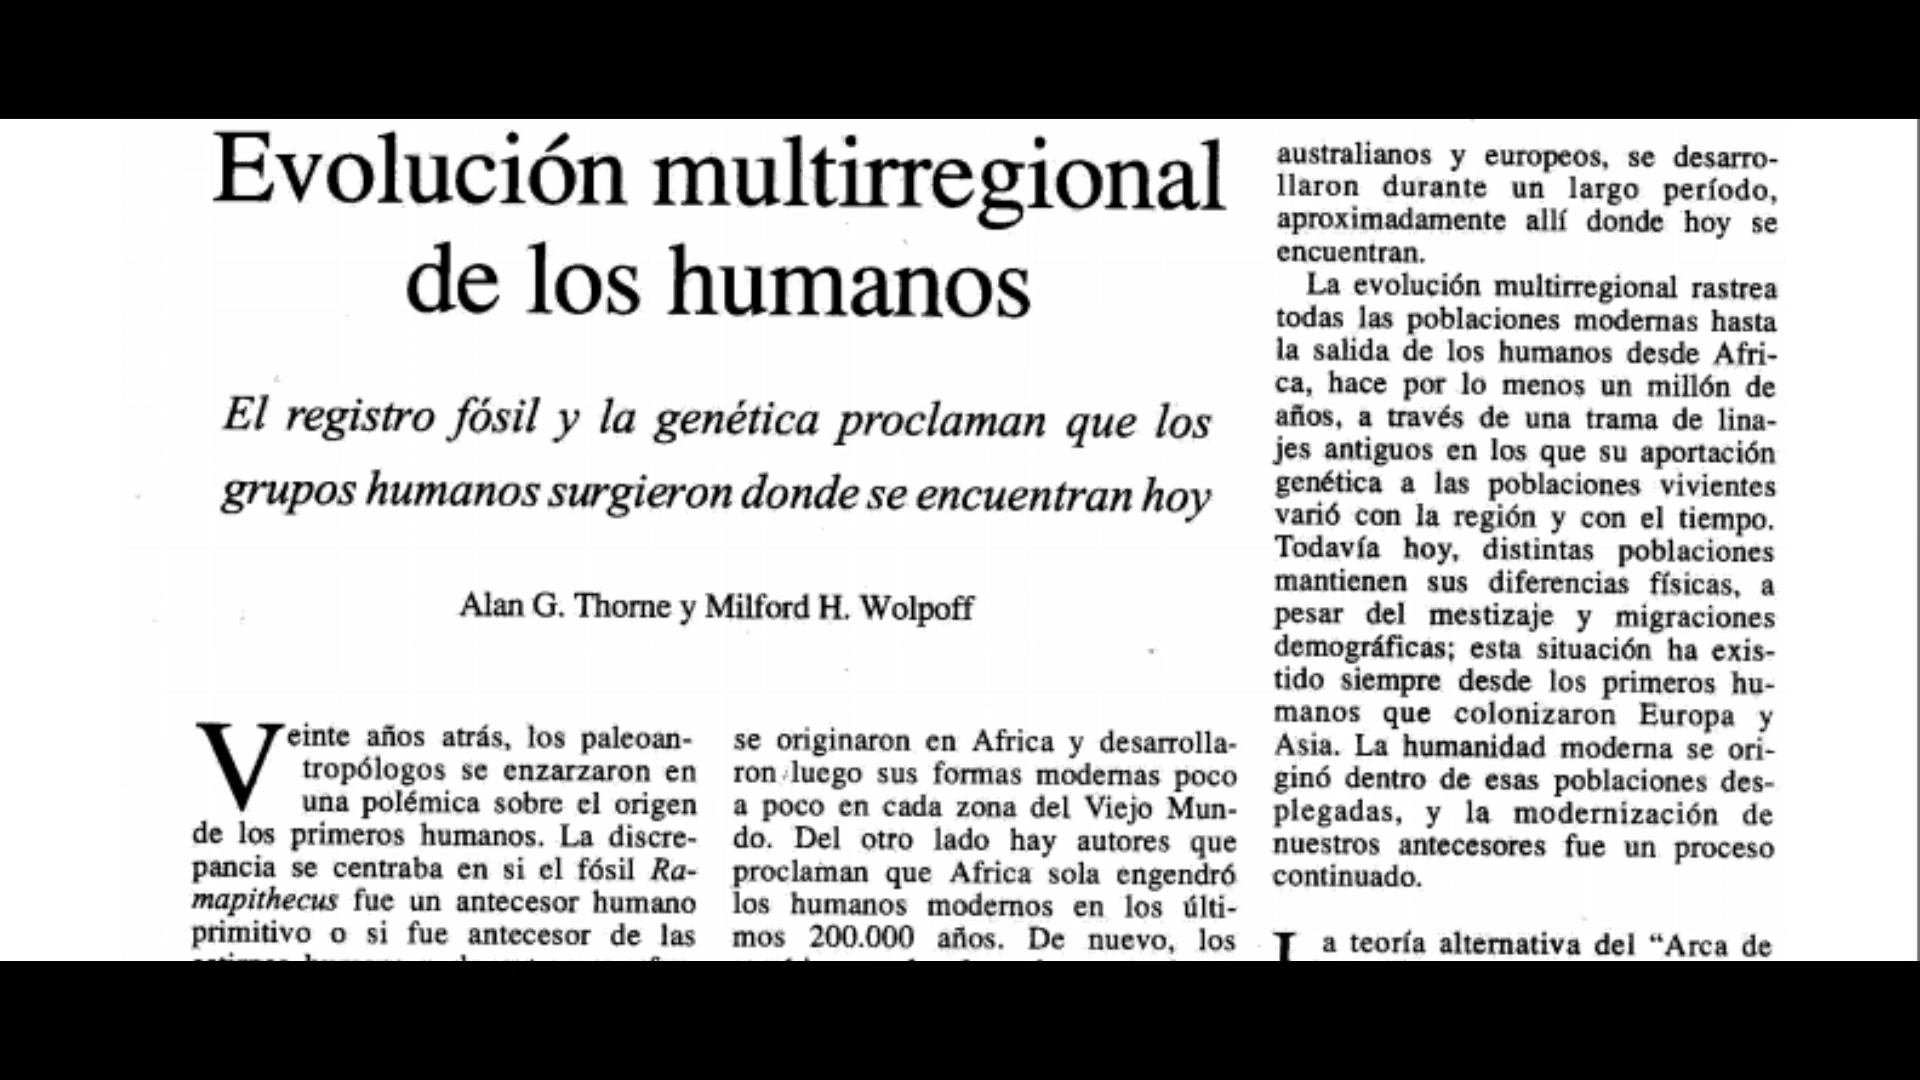 Evolución multirregional
de los humanos
El registro fósil y la genética proclaman que los
grupos humanos surgieron donde se encuentran hoy
Alan G. Thorne y Milford H. Wolpoff
Veinte años atrás, los paleoan-
tropólogos se enzarzaron en
una polémica sobre el origen
de los primeros humanos. La discre-
pancia se centraba en si el fósil Ra-
mapithecus fue un antecesor humano
primitivo o si fue antecesor de las
se originaron en Africa y desarrolla-
ron luego sus formas modernas poco
a poco en cada zona del Viejo Mun-
do. Del otro lado hay autores que
proclaman que Africa sola engendró
los humanos modernos en los últi-
mos 200.000 años. De nuevo, los
australianos y europeos, se desarro-
llaron durante un largo período,
aproximadamente allí donde hoy se
encuentran.
La evolución multirregional rastrea
todas las poblaciones modernas hasta
la salida de los humanos desde Afri-
ca, hace por lo menos un millón de
años, a través de una trama de lina-
jes antiguos en los que su aportación
genética a las poblaciones vivientes
varió con la región y con el tiempo.
Todavía hoy, distintas poblaciones
mantienen sus diferencias físicas, a
pesar del mestizaje y migraciones
demográficas; esta situación ha exis-
tido siempre desde los primeros hu-
manos que colonizaron Europa y
Asia. La humanidad moderna se ori-
ginó dentro de esas poblaciones des-
plegadas, y la modernización de
nuestros antecesores fue un proceso
continuado.
La teoría alternativa del “Arca de